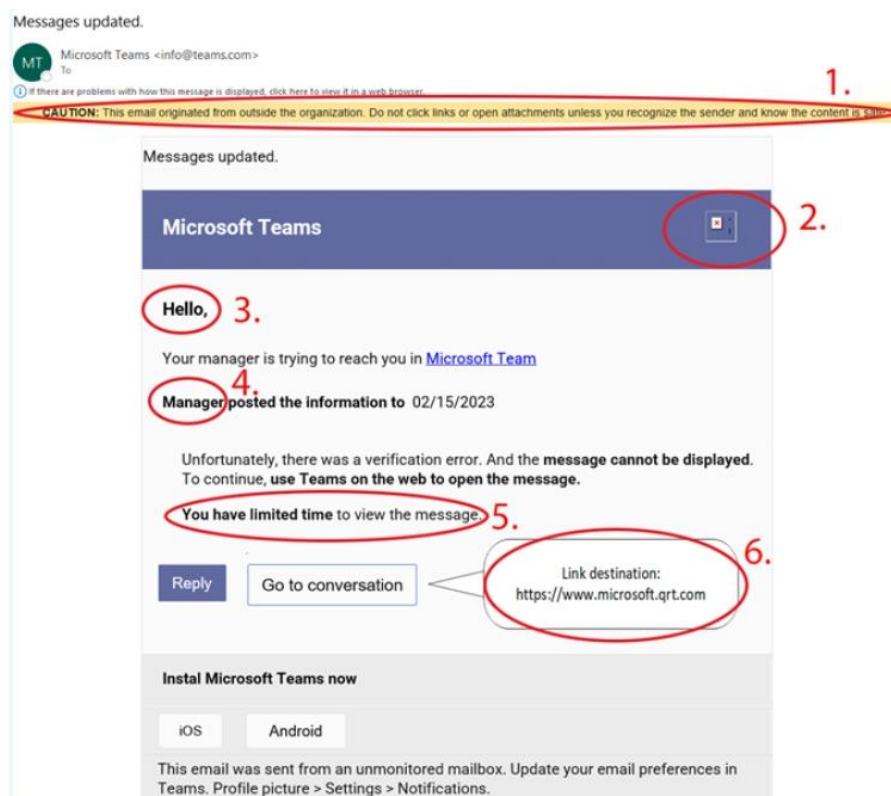 Messages updated.
MT
Microsoft Teams <info@teams.com>
To
If there are problems with how this message is displayed, click here to view it in a web browser.
1.
CAUTION: This email originated from outside the organization. Do not click links or open attachments unless you recognize the sender and know the content is safe.
Messages updated.
Microsoft Teams
2.
Hello,
3.
Your manager is trying to reach you in Microsoft Team
4.
Manager posted the information to 02/15/2023
Unfortunately, there was a verification error. And the message cannot be displayed.
To continue, use Teams on the web to open the message.
You have limited time to view the message.
5.
6.
Reply
Go to conversation
Link destination:
https://www.microsoft.qrt.com
Instal Microsoft Teams now
iOS
Android
This email was sent from an unmonitored mailbox. Update your email preferences in
Teams. Profile picture > Settings > Notifications.